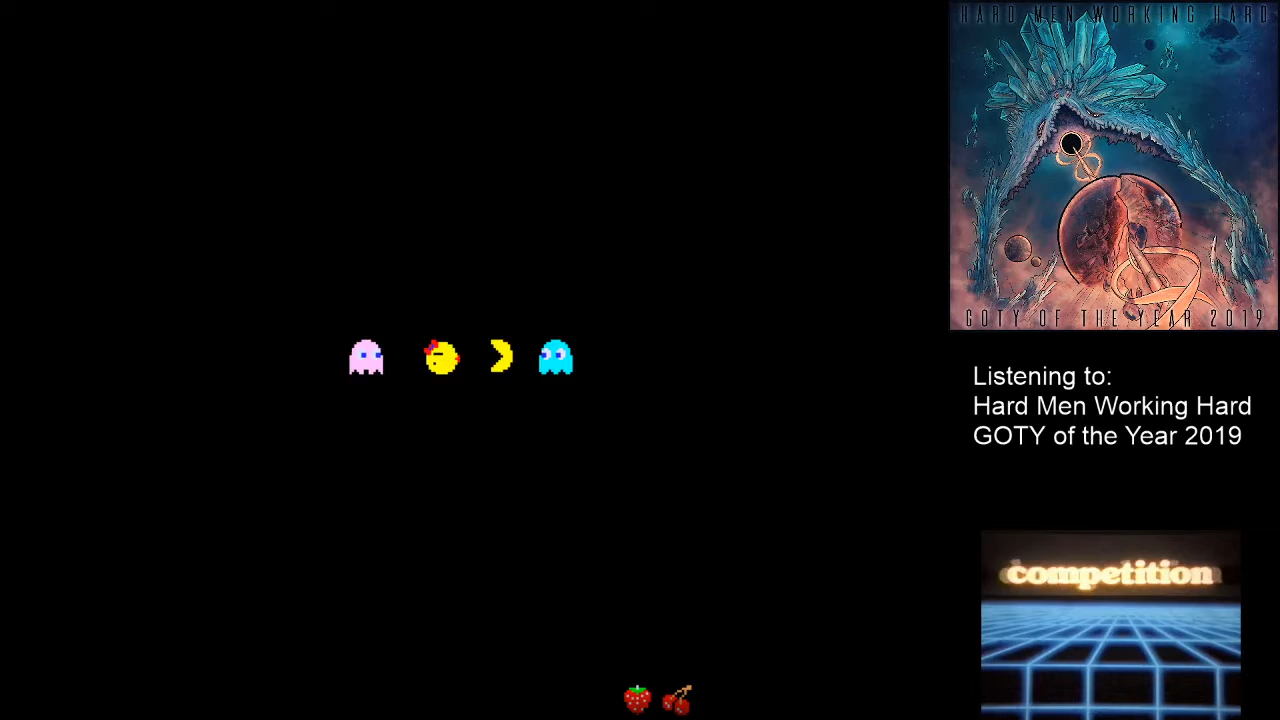 HARD MEN WORKING HARD
GOTY OF THE YEAR 2019
Listening to:
Hard Men Working Hard
GOTY of the Year 2019
competition